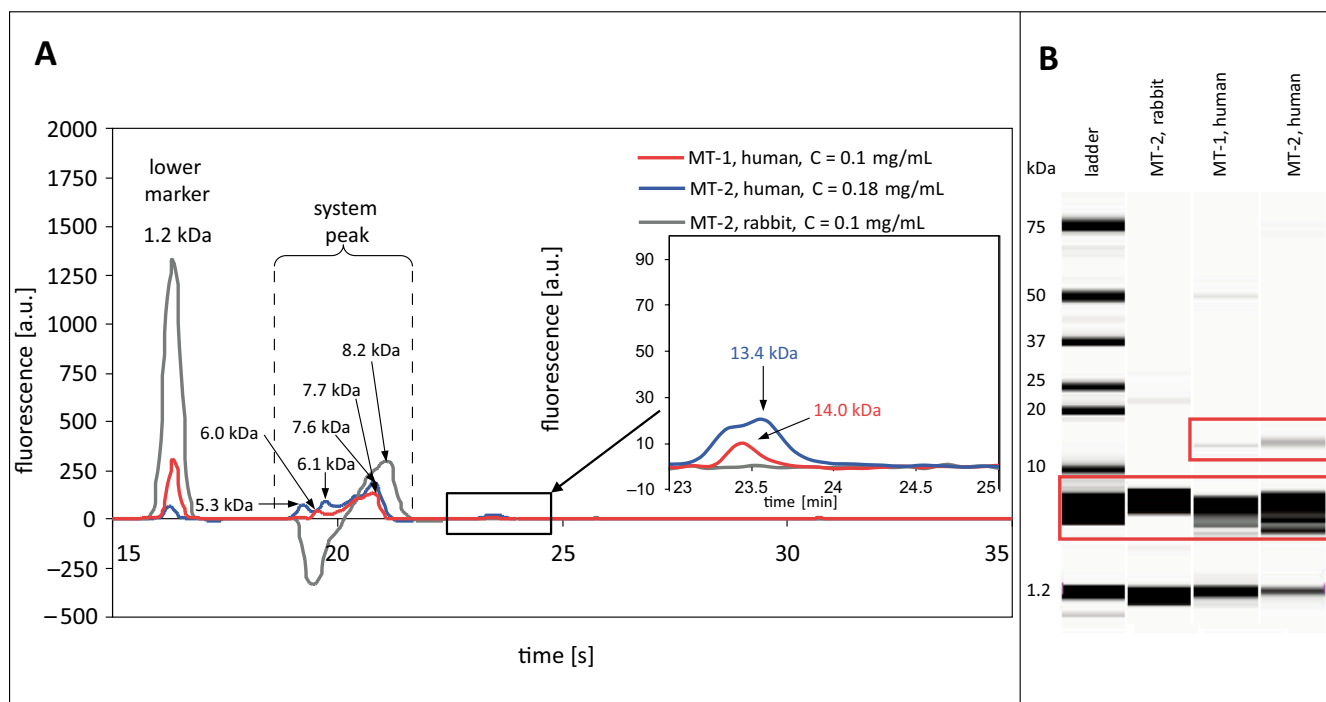 A
2000
1750
1500
1250
1000
750
500
250
0
−250
−500
fluorescence [a.u.]
15
20
25
30
35
time [s]
lower
marker
1.2 kDa
system
peak
5.3 kDa
6.0 kDa
6.1 kDa
7.6 kDa
7.7 kDa
8.2 kDa
MT-1, human, C = 0.1 mg/mL
MT-2, human, C = 0.18 mg/mL
MT-2, rabbit, C = 0.1 mg/mL
fluorescence [a.u.]
90
70
50
30
10
−10
23
23.5
24
24.5
25
time [min]
13.4 kDa
14.0 kDa
B
kDa
ladder
MT-2, rabbit
MT-1, human
MT-2, human
75
50
37
25
20
10
1.2